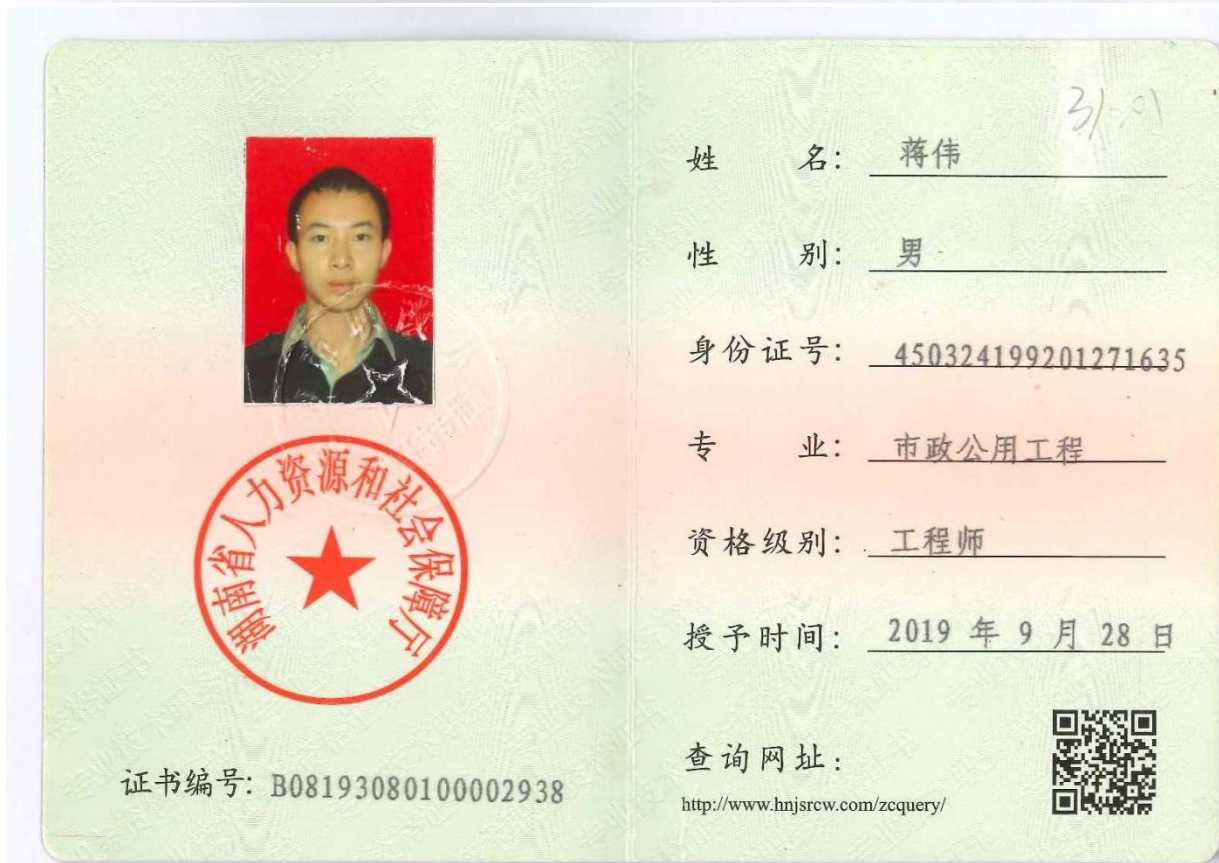 湖南省人力资源和社会保障厅
证书编号: B08193080100002938
31-01
姓 名: 蒋伟
性 别: 男
身份证号: 450324199201271635
专 业: 市政公用工程
资格级别: 工程师
授予时间: 2019 年 9 月 28 日
查询网址:
http://www.hnjsrcw.com/zcquery/